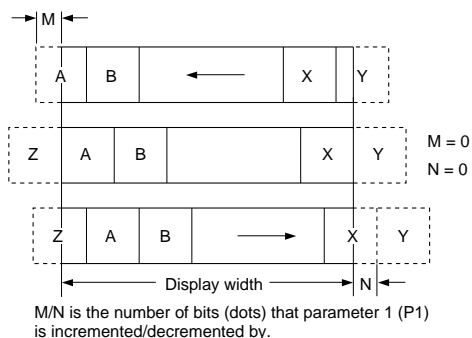 M
A B X Y
Z A B X Y
M = 0
N = 0
Z A B X Y
Display width N
M/N is the number of bits (dots) that parameter 1 (P1)
is incremented/decremented by.